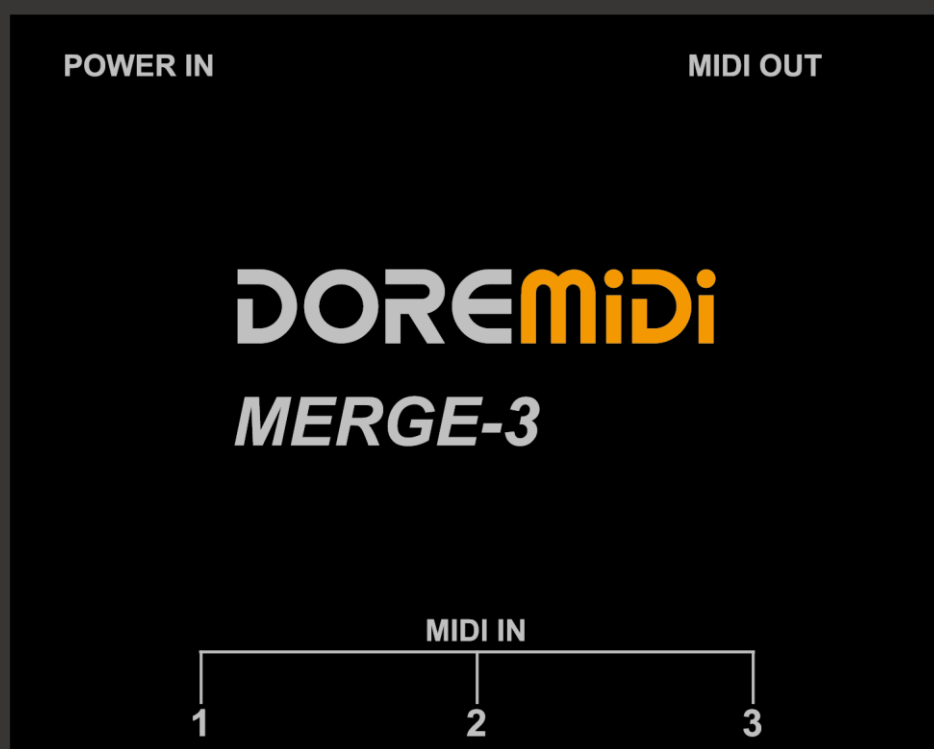 POWER IN MIDI OUT
DOREMiDi
MERGE-3
MIDI IN
1 2 3